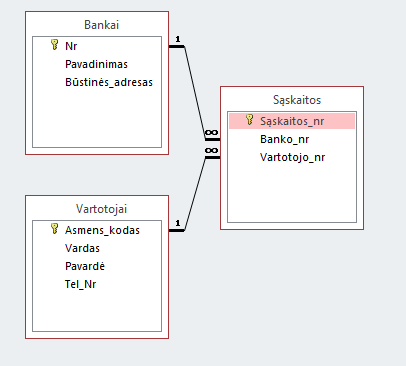 Bankai
Nr
Pavadinimas
Būstinės_adresas
1
Sąskaitos
Sąskaitos_nr
Banko_nr
Vartotojo_nr
∞
∞
Vartotojai
Asmens_kodas
Vardas
Pavardė
Tel_Nr
1